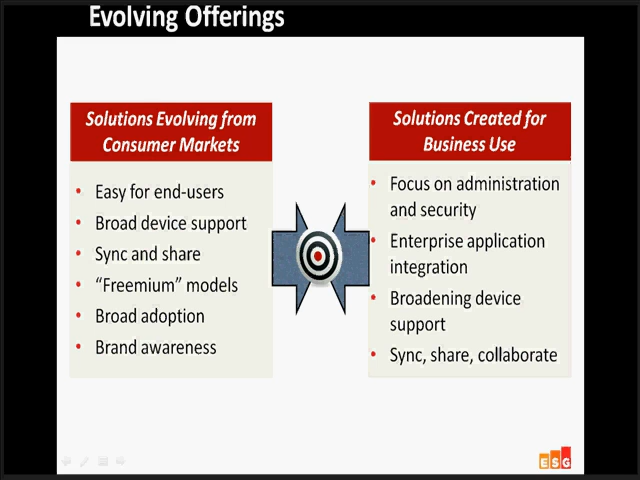 Evolving Offerings
Solutions Evolving from
Consumer Markets
• Easy for end-users
• Broad device support
• Sync and share
• “Freemium” models
• Broad adoption
• Brand awareness
Solutions Created for
Business Use
• Focus on administration
and security
• Enterprise application
integration
• Broadening device
support
• Sync, share, collaborate
ESG